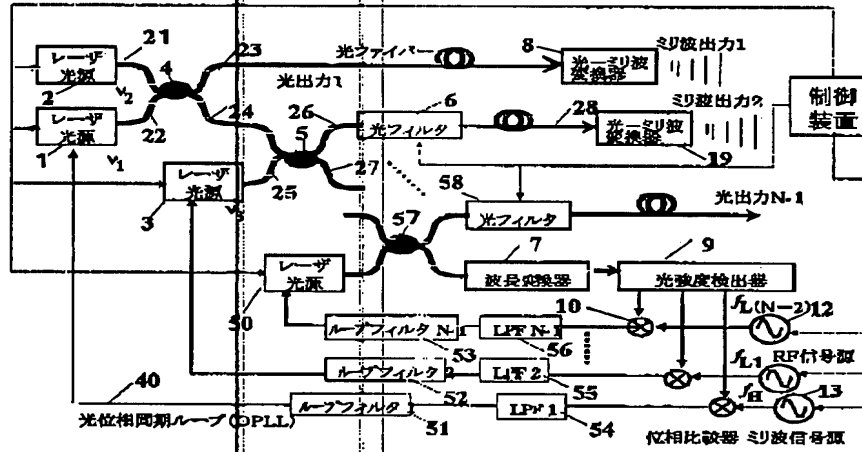 21
レーザ
光源
2
ν2
4
23
光ファイバー
光出力1
8
光ーミリ波
変換器
ミリ波出力1
レーザ
光源
1
ν1
22
24
26
5
6
光フィルタ
28
光ーミリ波
変換器
19
ミリ波出力2
制御
装置
レーザ
光源
3
25
27
58
光フィルタ
光出力N-1
57
レーザ
光源
50
7
波長変換器
9
光強度検出器
ループフィルタ N-1
53
LPF N-1
56
10
fL(N-2)
12
ループフィルタ2
52
LPF 2
55
fL1
RF信号源
40
光位相同期ループ(OPLL)
ループフィルタ1
51
LPF 1
54
fH
13
位相比較器
ミリ波信号源